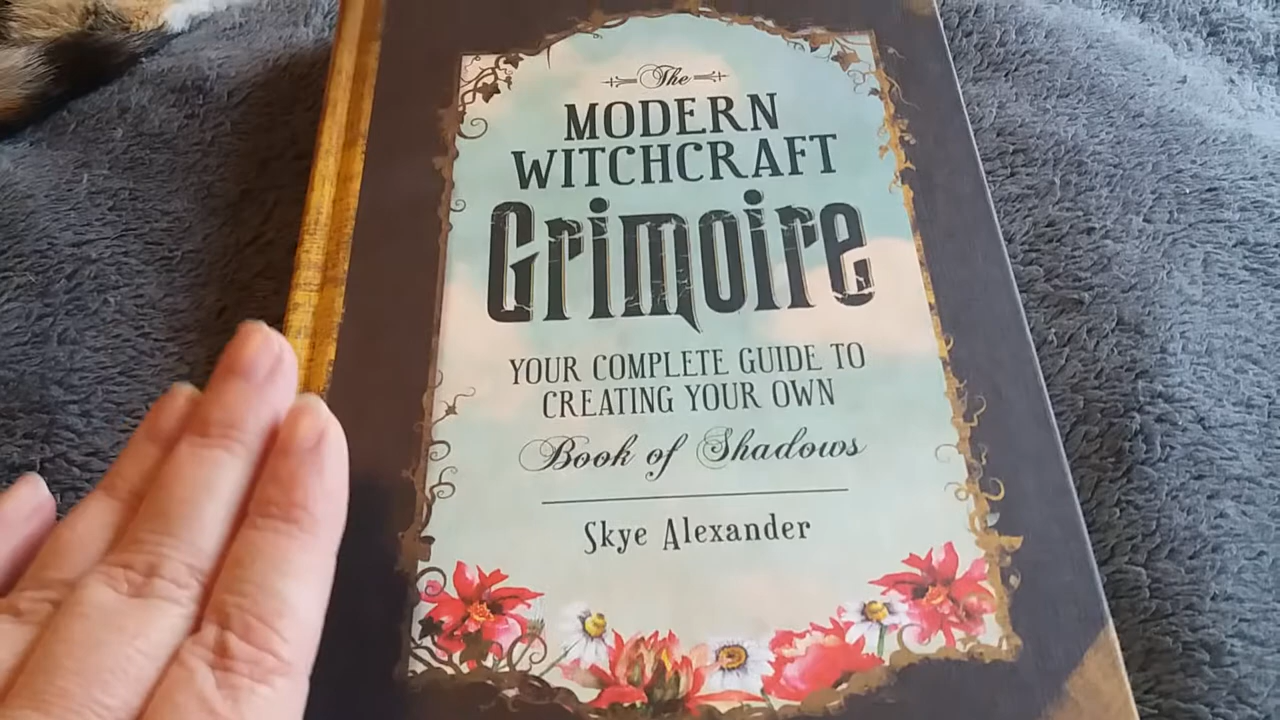 The
MODERN
WITCHCRAFT
Grimoire
YOUR COMPLETE GUIDE TO
CREATING YOUR OWN
Book of Shadows
Skye Alexander